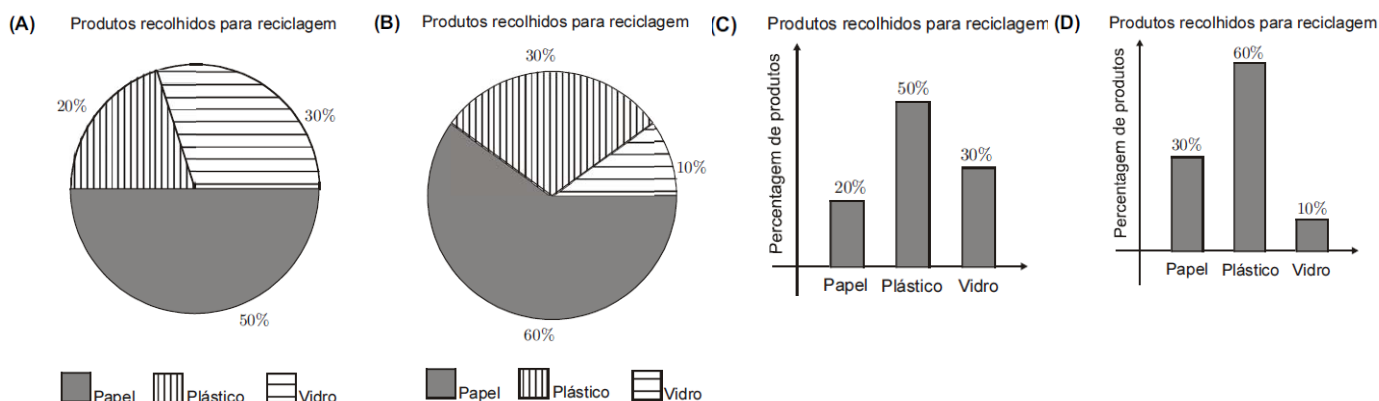 (A) Produtos recolhidos para reciclagem
20%
30%
50%
Papel Plástico Vidro
(B) Produtos recolhidos para reciclagem
30%
10%
60%
Papel Plástico Vidro
(C) Produtos recolhidos para reciclagem
Percentagem de produtos
20%
50%
30%
Papel Plástico Vidro
(D) Produtos recolhidos para reciclagem
Percentagem de produtos
30%
60%
10%
Papel Plástico Vidro